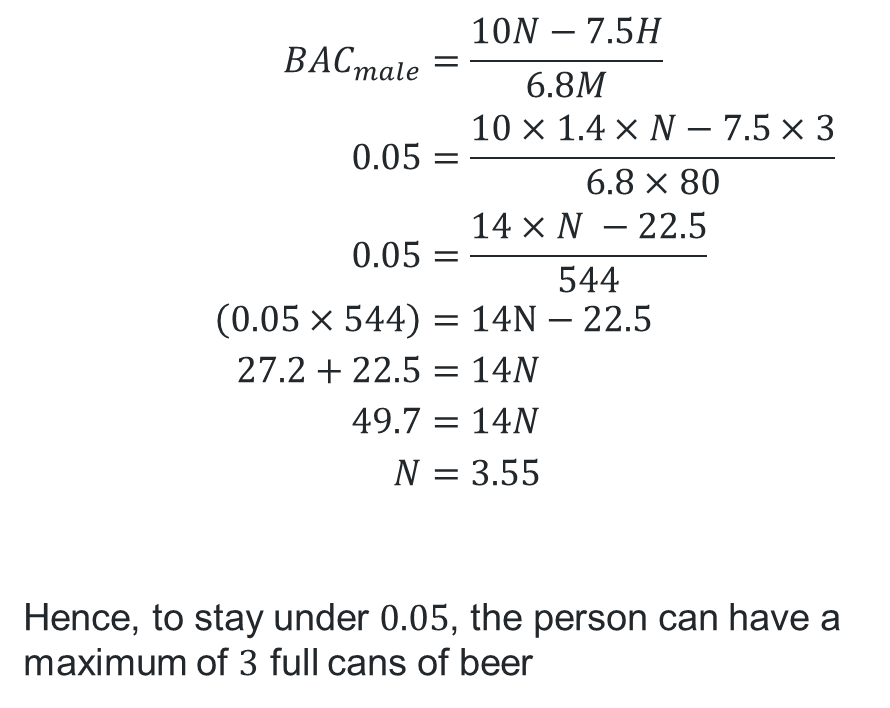 BAC_male = (10N − 7.5H) / (6.8M)
0.05 = (10 × 1.4 × N − 7.5 × 3) / (6.8 × 80)
0.05 = (14 × N − 22.5) / 544
(0.05 × 544) = 14N − 22.5
27.2 + 22.5 = 14N
49.7 = 14N
N = 3.55
Hence, to stay under 0.05, the person can have a
maximum of 3 full cans of beer